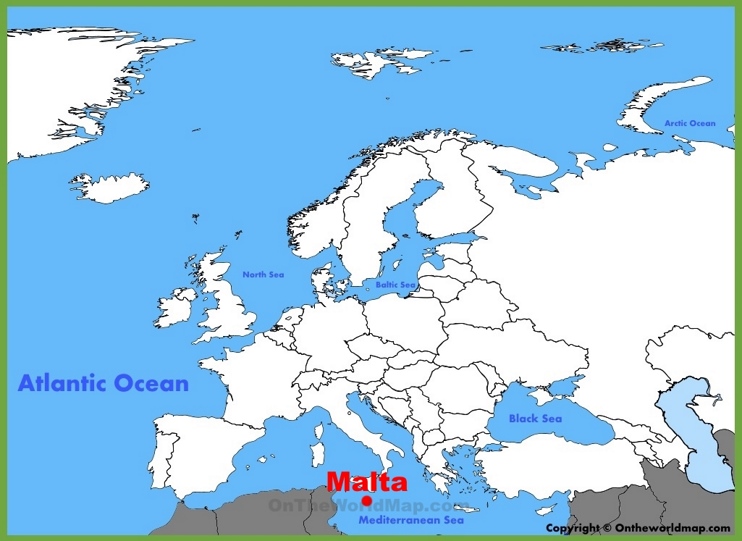 Arctic Ocean
North Sea
Baltic Sea
Atlantic Ocean
Black Sea
Malta
OnTheWorldMap.com
Mediterranean Sea
Copyright © Ontheworldmap.com